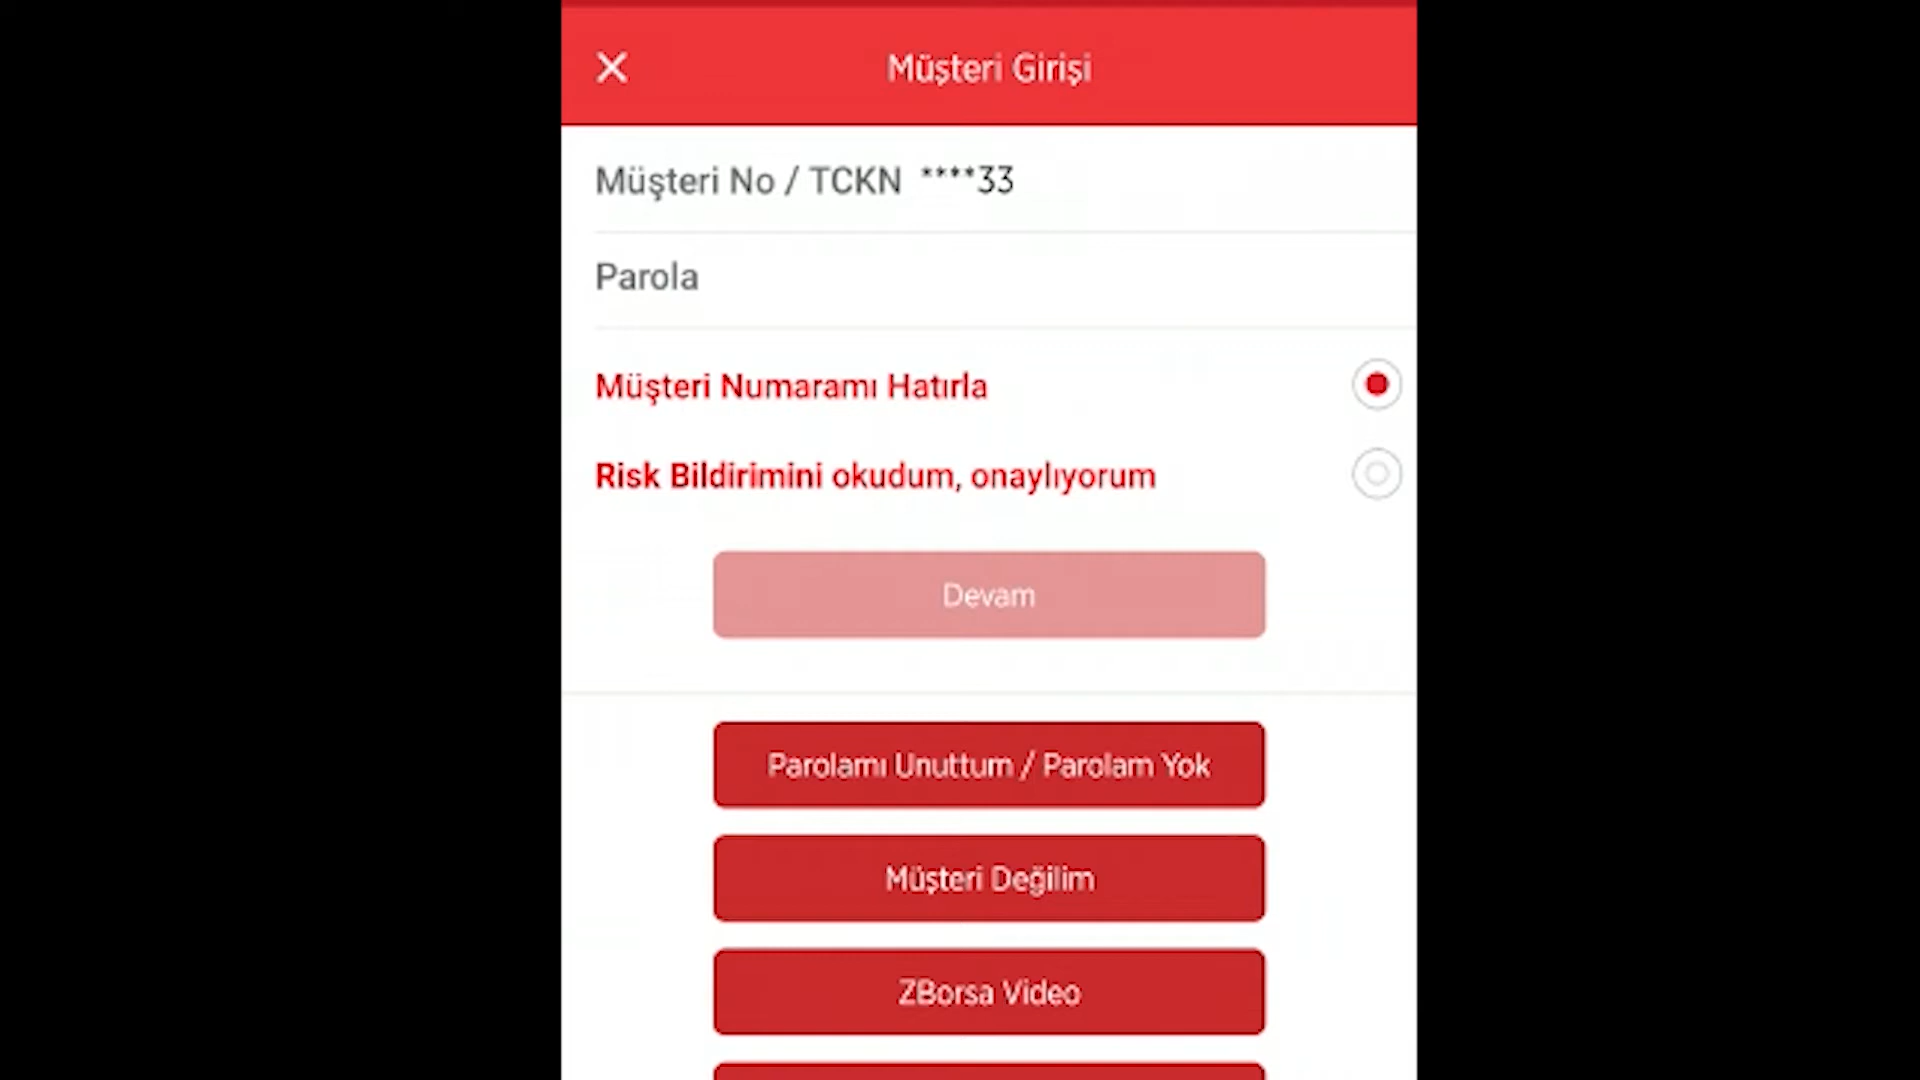 Müşteri Girişi
Müşteri No / TCKN ****33
Parola
Müşteri Numaramı Hatırla
Risk Bildirimini okudum, onaylıyorum
Devam
Parolamı Unuttum / Parolam Yok
Müşteri Değilim
ZBorsa Video